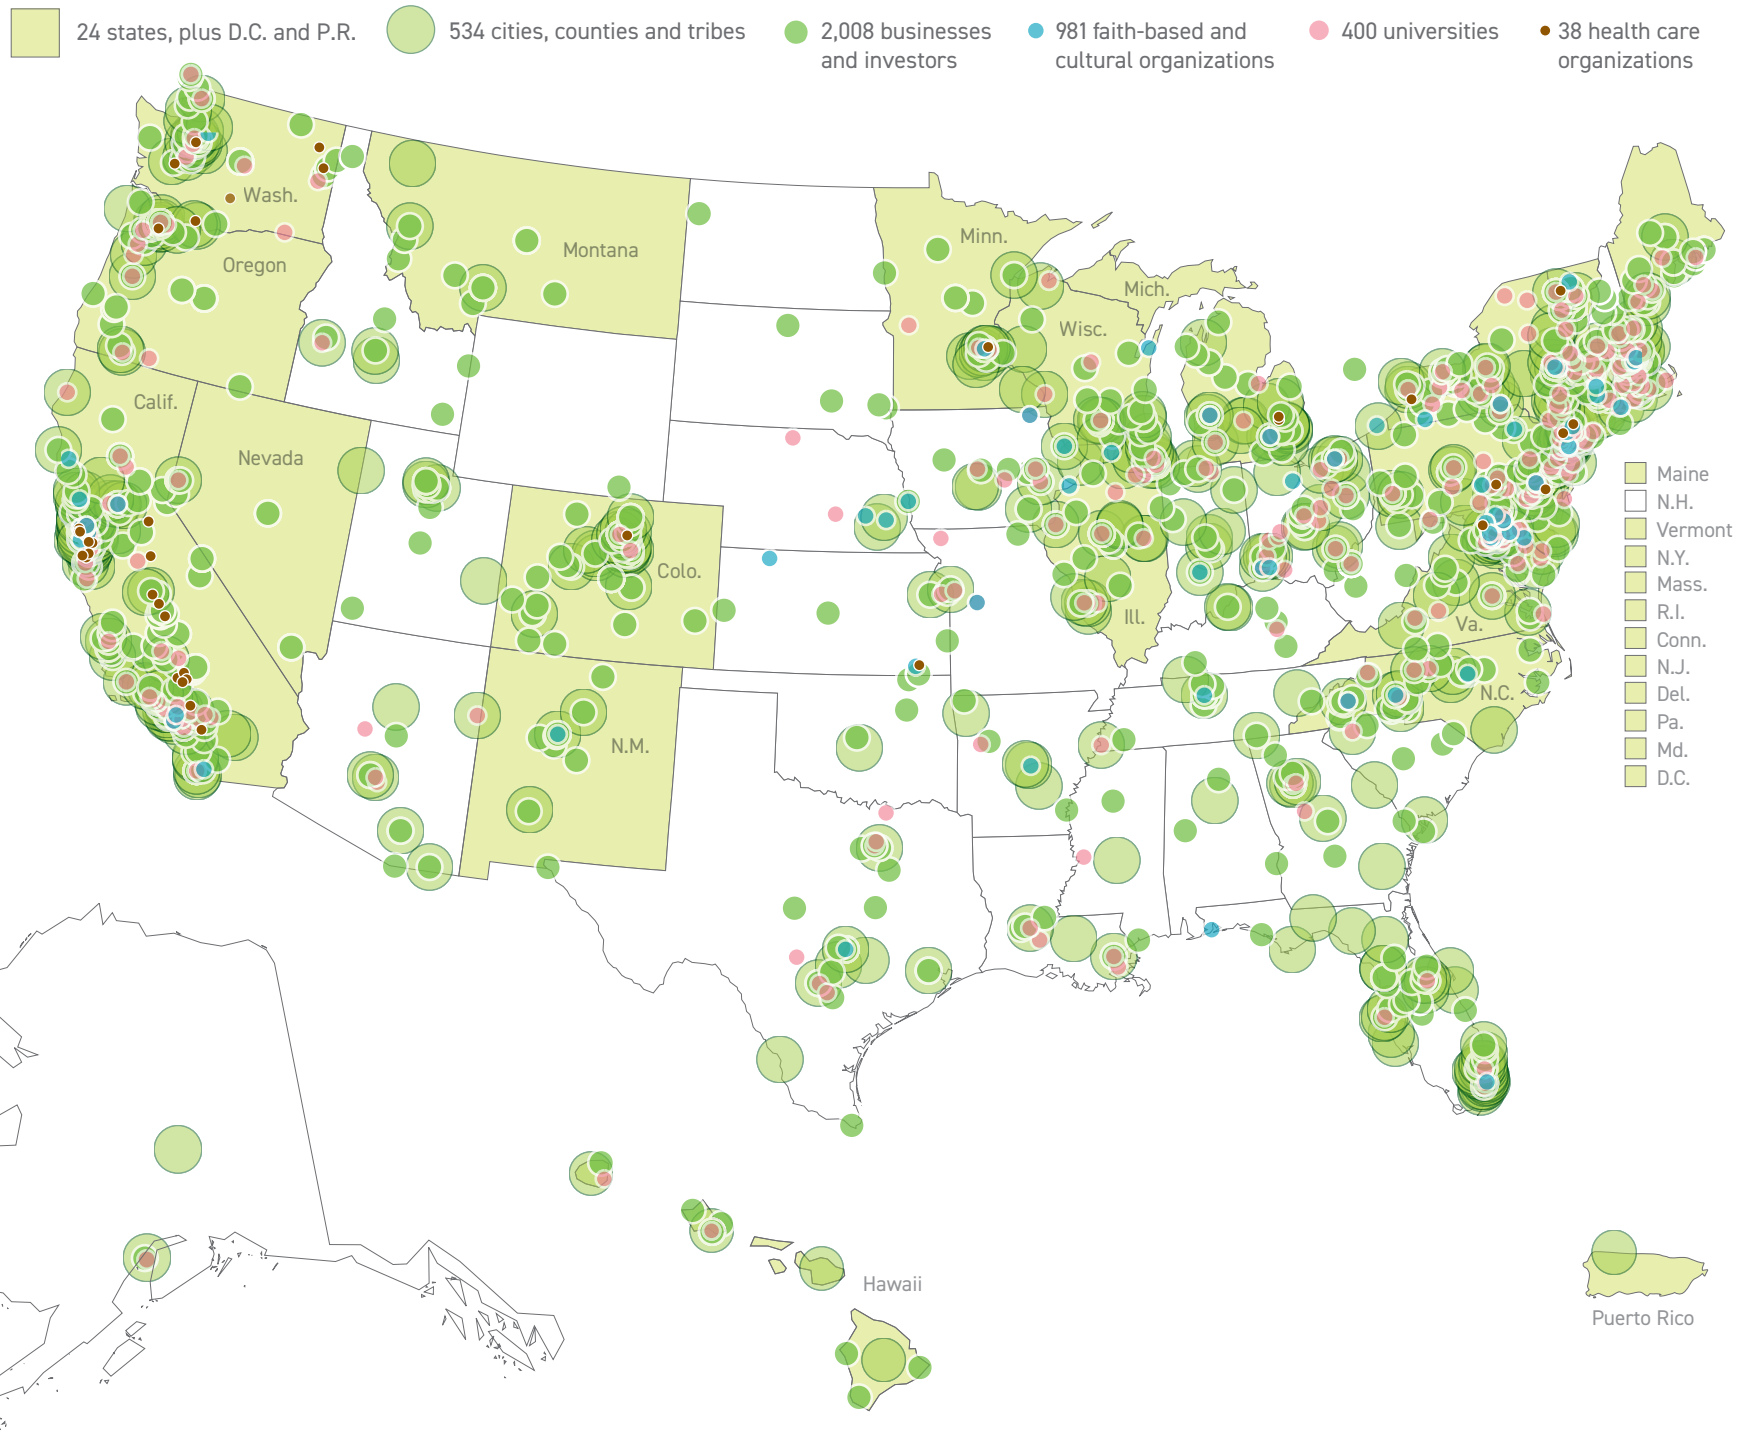 24 states, plus D.C. and P.R.
534 cities, counties and tribes
2,008 businesses
and investors
981 faith-based and
cultural organizations
400 universities
38 health care
organizations
Wash.
Oregon
Montana
Minn.
Mich.
Wisc.
Calif.
Nevada
Colo.
Ill.
Va.
N.C.
N.M.
Maine
N.H.
Vermont
N.Y.
Mass.
R.I.
Conn.
N.J.
Del.
Pa.
Md.
D.C.
Hawaii
Puerto Rico